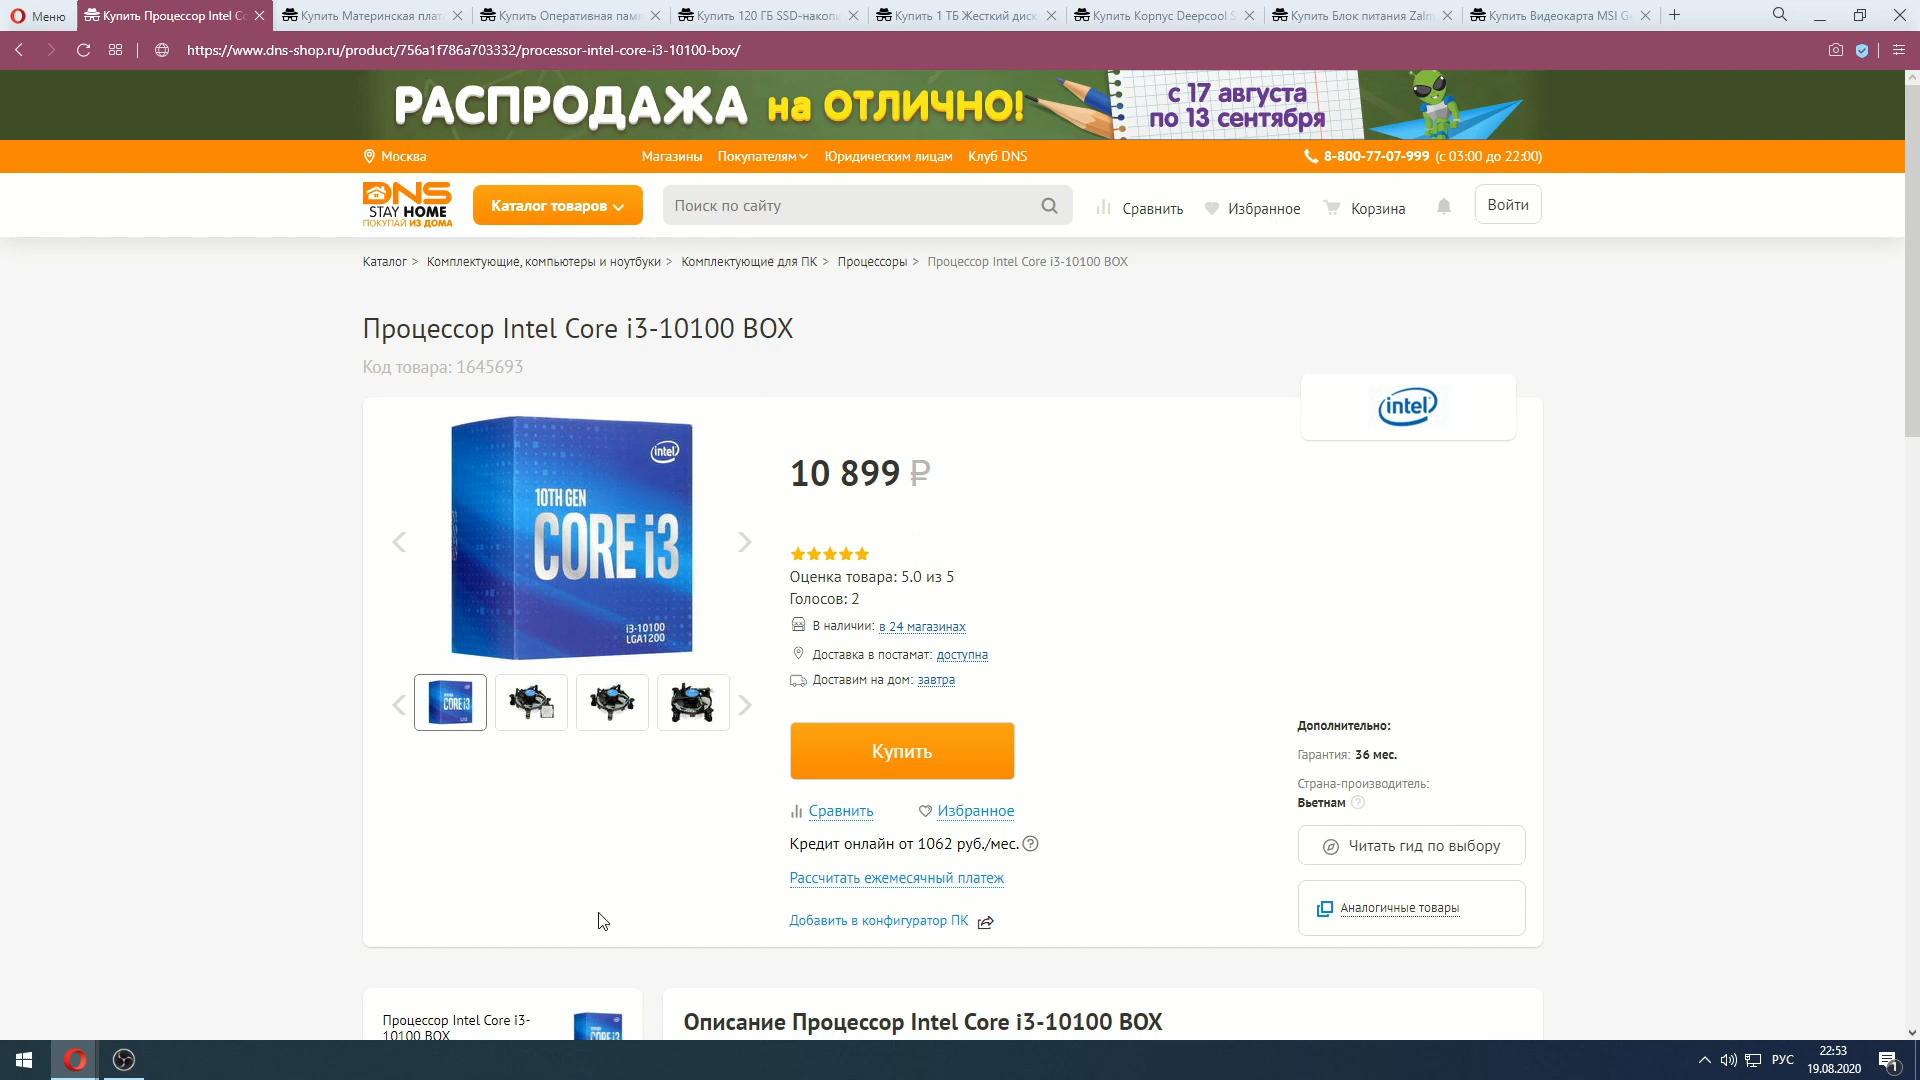 Меню
Купить Процессор Intel Co
Купить Материнская плат
Купить Оперативная пам
Купить 120 ГБ SSD-накоп
Купить 1 ТБ Жесткий диск
Купить Корпус Deepcool S
Купить Блок питания Zalm
Купить Видеокарта MSI Ge
https://www.dns-shop.ru/product/756a1f786a703332/processor-intel-core-i3-10100-box/
РАСПРОДАЖА на ОТЛИЧНО!
с 17 августа
по 13 сентября
Москва
Магазины Покупателям Юридическим лицам Клуб DNS
8-800-77-07-999 (с 03:00 до 22:00)
DNS
STAY HOME
ПОКУПАЙ ИЗ ДОМА
Каталог товаров
Поиск по сайту
Сравнить
Избранное
Корзина
Войти
Каталог > Комплектующие, компьютеры и ноутбуки > Комплектующие для ПК > Процессоры > Процессор Intel Core i3-10100 BOX
Процессор Intel Core i3-10100 BOX
Код товара: 1645693
intel
intel
10TH GEN
CORE i3
i3-10100
LGA1200
CORE i3
10 899 ₽
Оценка товара: 5.0 из 5
Голосов: 2
В наличии: в 24 магазинах
Доставка в постамат: доступна
Доставим на дом: завтра
Купить
Сравнить
Избранное
Кредит онлайн от 1062 руб./мес. ?
Рассчитать ежемесячный платеж
Добавить в конфигуратор ПК
Дополнительно:
Гарантия: 36 мес.
Страна-производитель:
Вьетнам ?
Читать гид по выбору
Аналогичные товары
Процессор Intel Core i3-
10100 BOX
CORE i3
Описание Процессор Intel Core i3-10100 BOX
РУС
22:53
19.08.2020
1